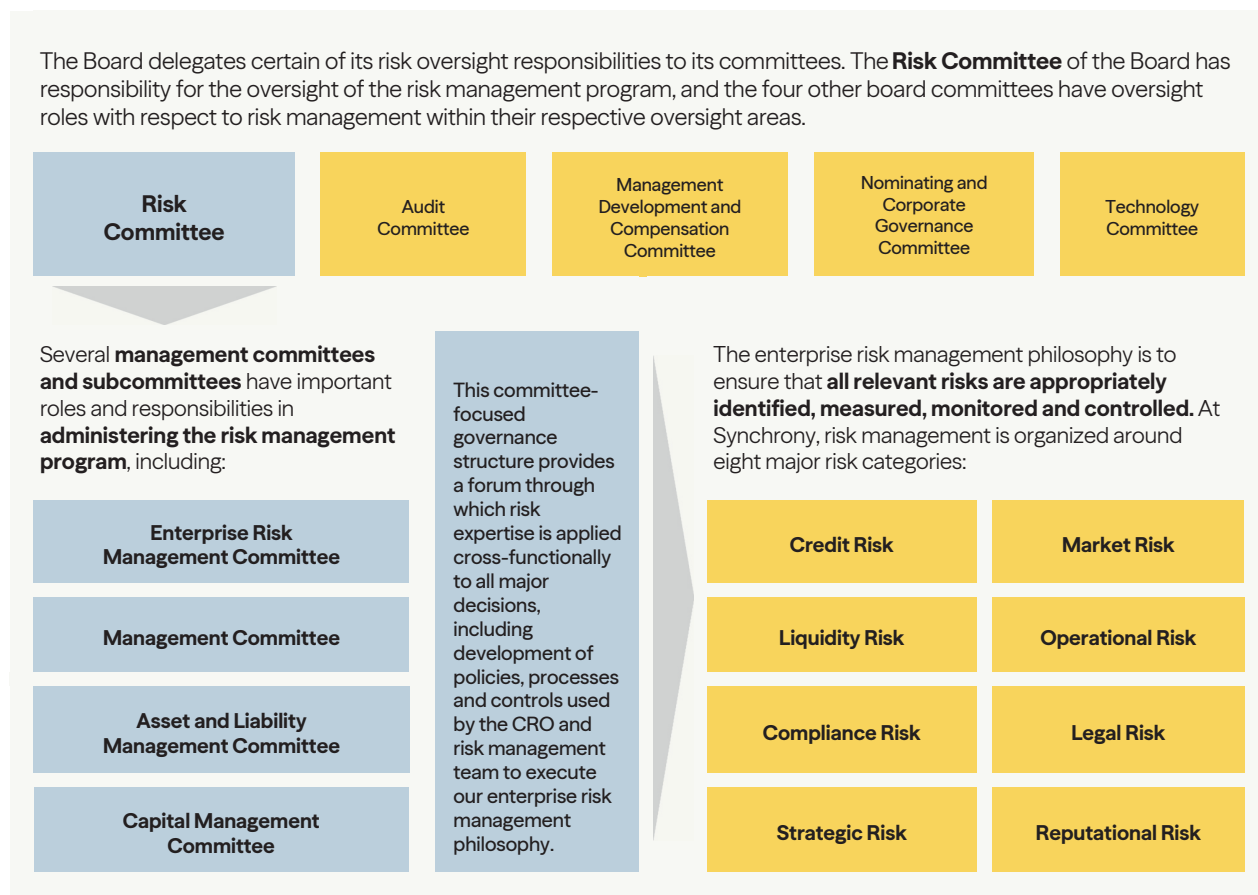 The Board delegates certain of its risk oversight responsibilities to its committees. The Risk Committee of the Board has
responsibility for the oversight of the risk management program, and the four other board committees have oversight
roles with respect to risk management within their respective oversight areas.
Risk
Committee
Audit
Committee
Management
Development and
Compensation
Committee
Nominating and
Corporate
Governance
Committee
Technology
Committee
Several management committees
and subcommittees have important
roles and responsibilities in
administering the risk management
program, including:
Enterprise Risk
Management Committee
Management Committee
Asset and Liability
Management Committee
Capital Management
Committee
This committee-
focused
governance
structure provides
a forum through
which risk
expertise is applied
cross-functionally
to all major
decisions,
including
development of
policies, processes
and controls used
by the CRO and
risk management
team to execute
our enterprise risk
management
philosophy.
The enterprise risk management philosophy is to
ensure that all relevant risks are appropriately
identified, measured, monitored and controlled. At
Synchrony, risk management is organized around
eight major risk categories:
Credit Risk
Market Risk
Liquidity Risk
Operational Risk
Compliance Risk
Legal Risk
Strategic Risk
Reputational Risk